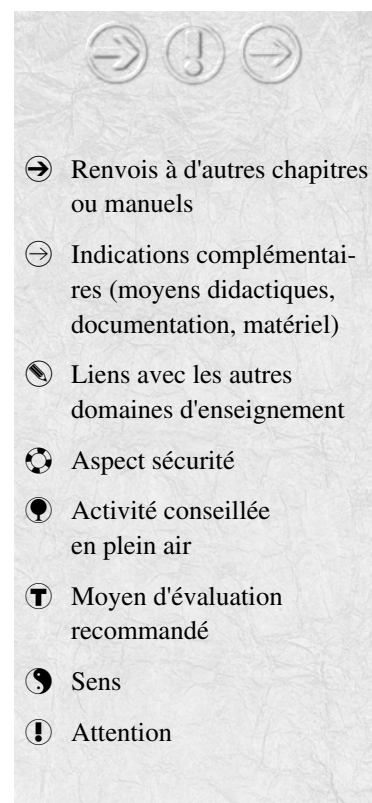 Renvois à d'autres chapitres
ou manuels
Indications complémentai-
res (moyens didactiques,
documentation, matériel)
Liens avec les autres
domaines d'enseignement
Aspect sécurité
Activité conseillée
en plein air
T Moyen d'évaluation
recommandé
Sens
! Attention